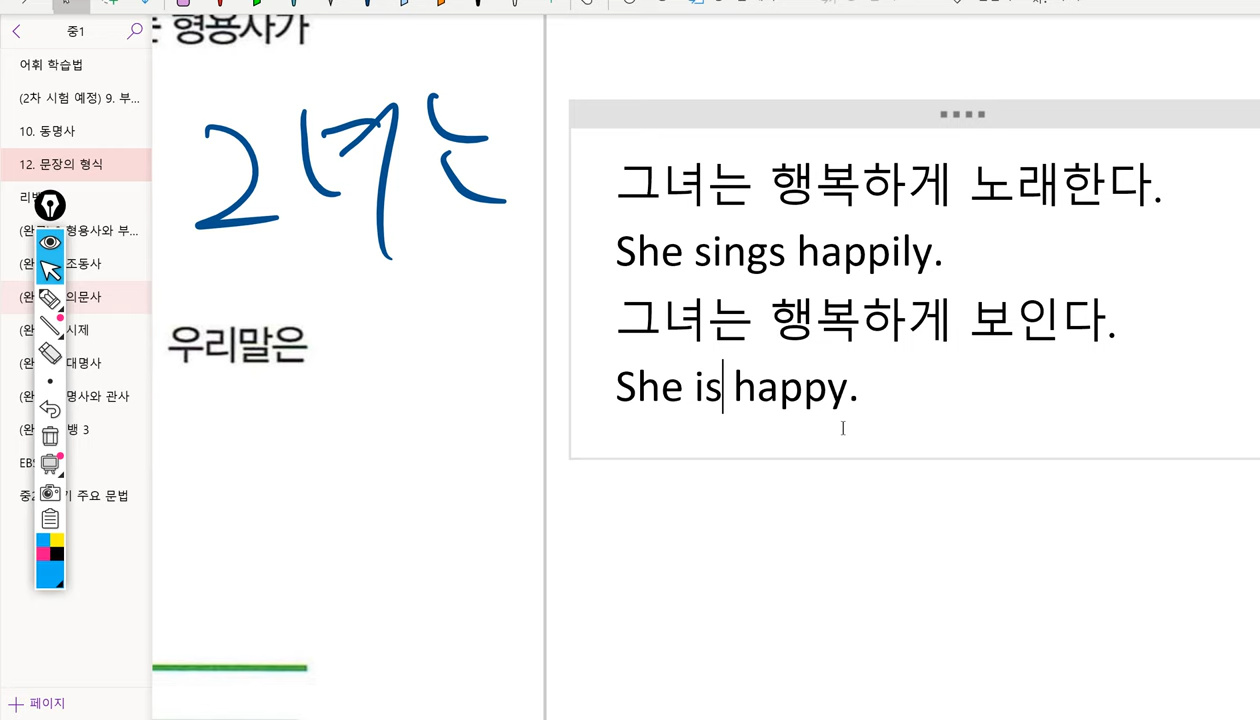 중1
어휘 학습법
(2차 시험 예정) 9. 부...
10. 동명사
12. 문장의 형식
형용사와 부...
조동사
의문사
시제
대명사
명사와 관사
3
주요 문법
페이지
형용사가
그녀는
우리말은
그녀는 행복하게 노래한다.
She sings happily.
그녀는 행복하게 보인다.
She is happy.